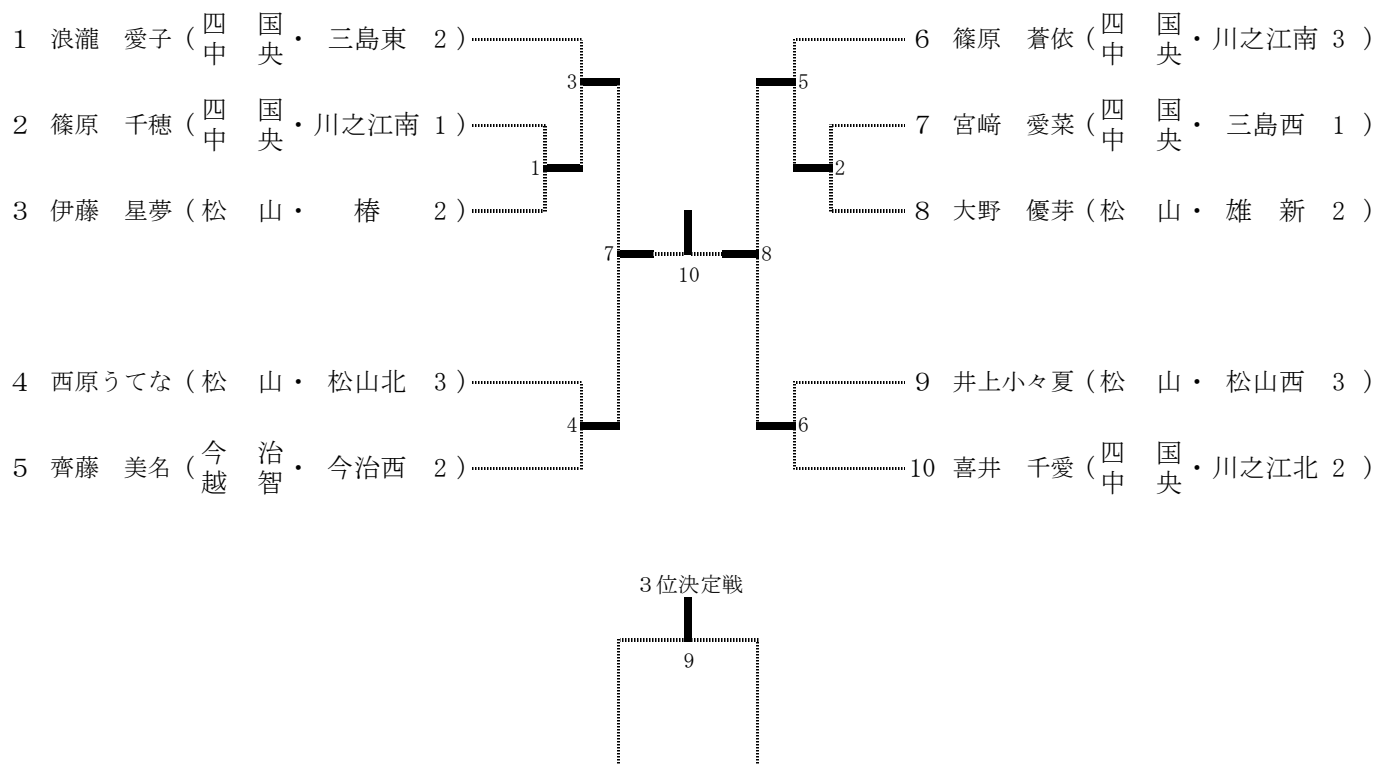 1 浪瀧 愛子 (四国中央・三島東 2)
3
2 篠原 千穂 (四国中央・川之江南 1)
1
3 伊藤 星夢 (松山・椿 2)
7
4 西原うてな (松山・松山北 3)
4
5 齊藤 美名 (今治越智・今治西 2)
10
6 篠原 蒼依 (四国中央・川之江南 3)
5
7 宮﨑 愛菜 (四国中央・三島西 1)
2
8 大野 優芽 (松山・雄新 2)
8
9 井上小々夏 (松山・松山西 3)
6
10 喜井 千愛 (四国中央・川之江北 2)
3位決定戦
9